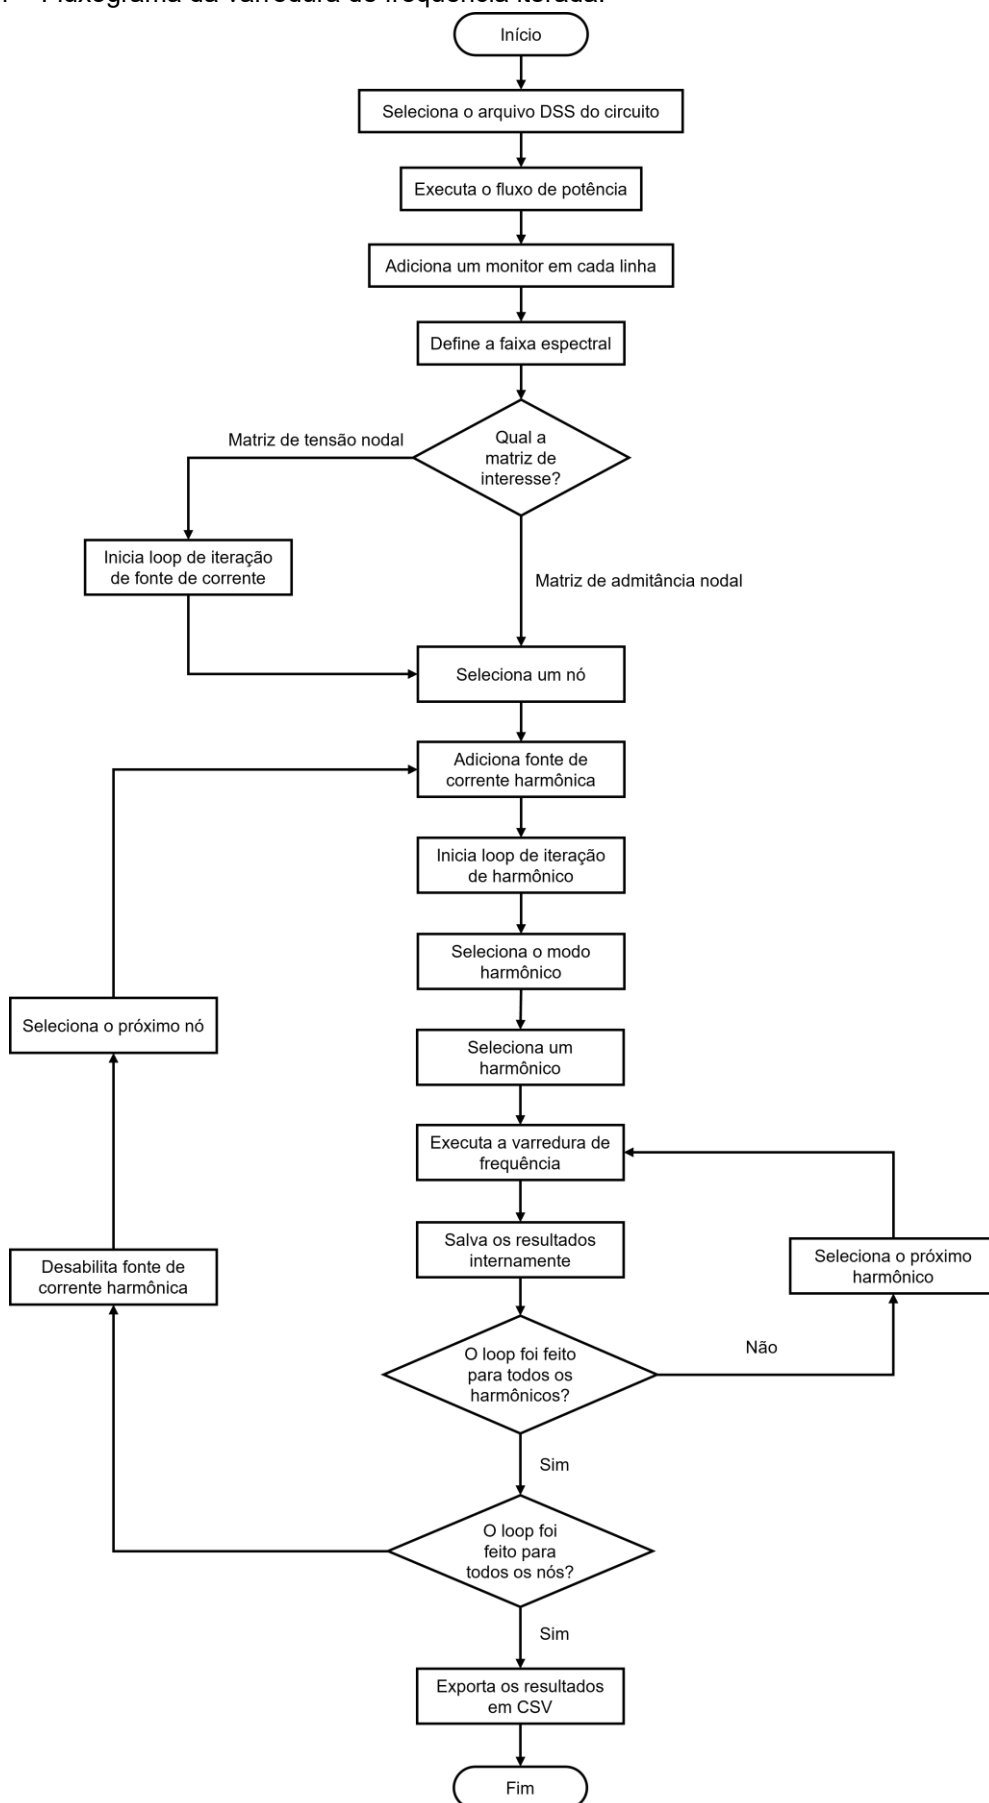 Fluxograma da varredura de frequência iterada.
Início
Seleciona o arquivo DSS do circuito
Executa o fluxo de potência
Adiciona um monitor em cada linha
Define a faixa espectral
Qual a
matriz de
interesse?
Matriz de tensão nodal
Inicia loop de iteração
de fonte de corrente
Matriz de admitância nodal
Seleciona um nó
Adiciona fonte de
corrente harmônica
Inicia loop de iteração
de harmônico
Seleciona o modo
harmônico
Seleciona o próximo nó
Seleciona um
harmônico
Executa a varredura de
frequência
Salva os resultados
internamente
Seleciona o próximo
harmônico
Desabilita fonte de
corrente harmônica
O loop foi feito
para todos os
harmônicos?
Não
Sim
O loop foi
feito para
todos os nós?
Sim
Exporta os resultados
em CSV
Fim